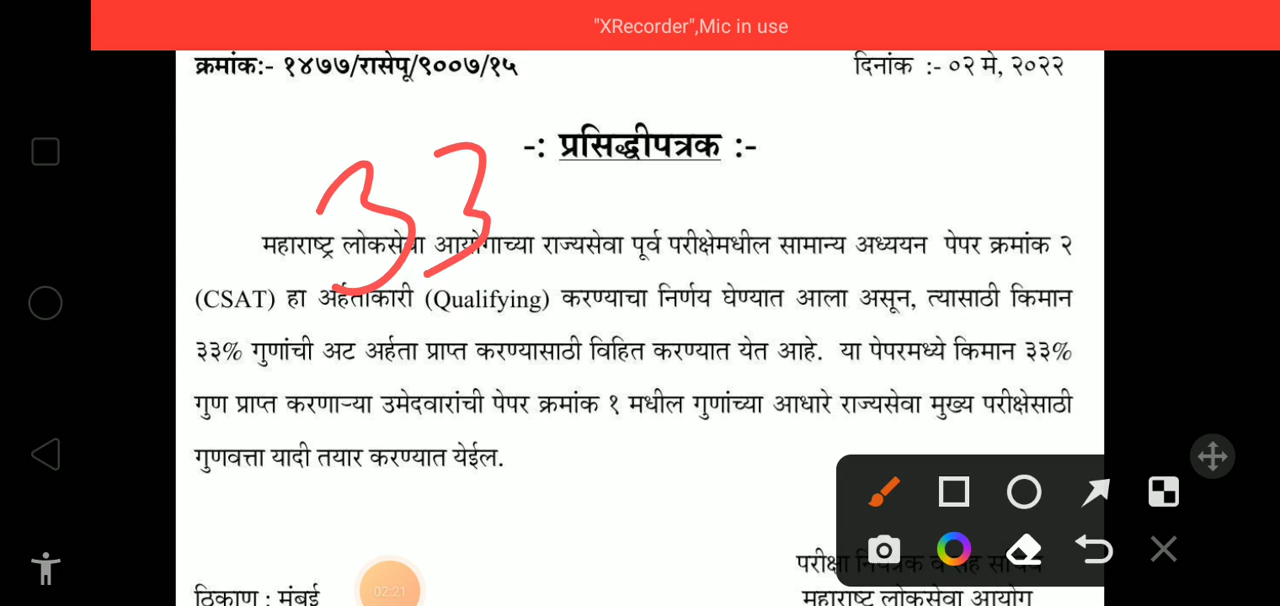 "XRecorder",Mic in use
क्रमांक:- १४७७/रासेपू/९००७/१५ दिनांक :- ०२ मे, २०२२
-: प्रसिद्धीपत्रक :-
33
महाराष्ट्र लोकसेवा आयोगाच्या राज्यसेवा पूर्व परीक्षेमधील सामान्य अध्ययन पेपर क्रमांक २
(CSAT) हा अर्हताकारी (Qualifying) करण्याचा निर्णय घेण्यात आला असून, त्यासाठी किमान
३३% गुणांची अट अर्हता प्राप्त करण्यासाठी विहित करण्यात येत आहे. या पेपरमध्ये किमान ३३%
गुण प्राप्त करणाऱ्या उमेदवारांची पेपर क्रमांक १ मधील गुणांच्या आधारे राज्यसेवा मुख्य परीक्षेसाठी
गुणवत्ता यादी तयार करण्यात येईल.
परीक्षा नियंत्रक व सह सचिव
02:21
ठिकाण : मुंबई महाराष्ट्र लोकसेवा आयोग